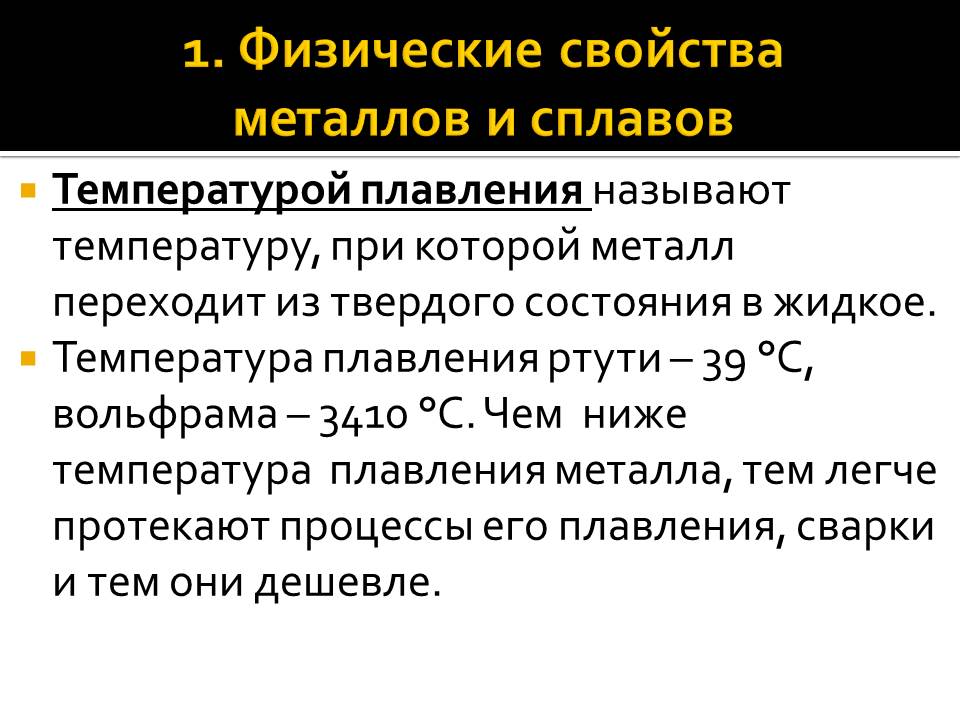 1. Физические свойства
металлов и сплавов
Температурой плавления называют
температуру, при которой металл
переходит из твердого состояния в жидкое.
Температура плавления ртути – 39 °С,
вольфрама – 3410 °С. Чем  ниже
температура  плавления металла, тем легче
протекают процессы его плавления, сварки
и тем они дешевле.